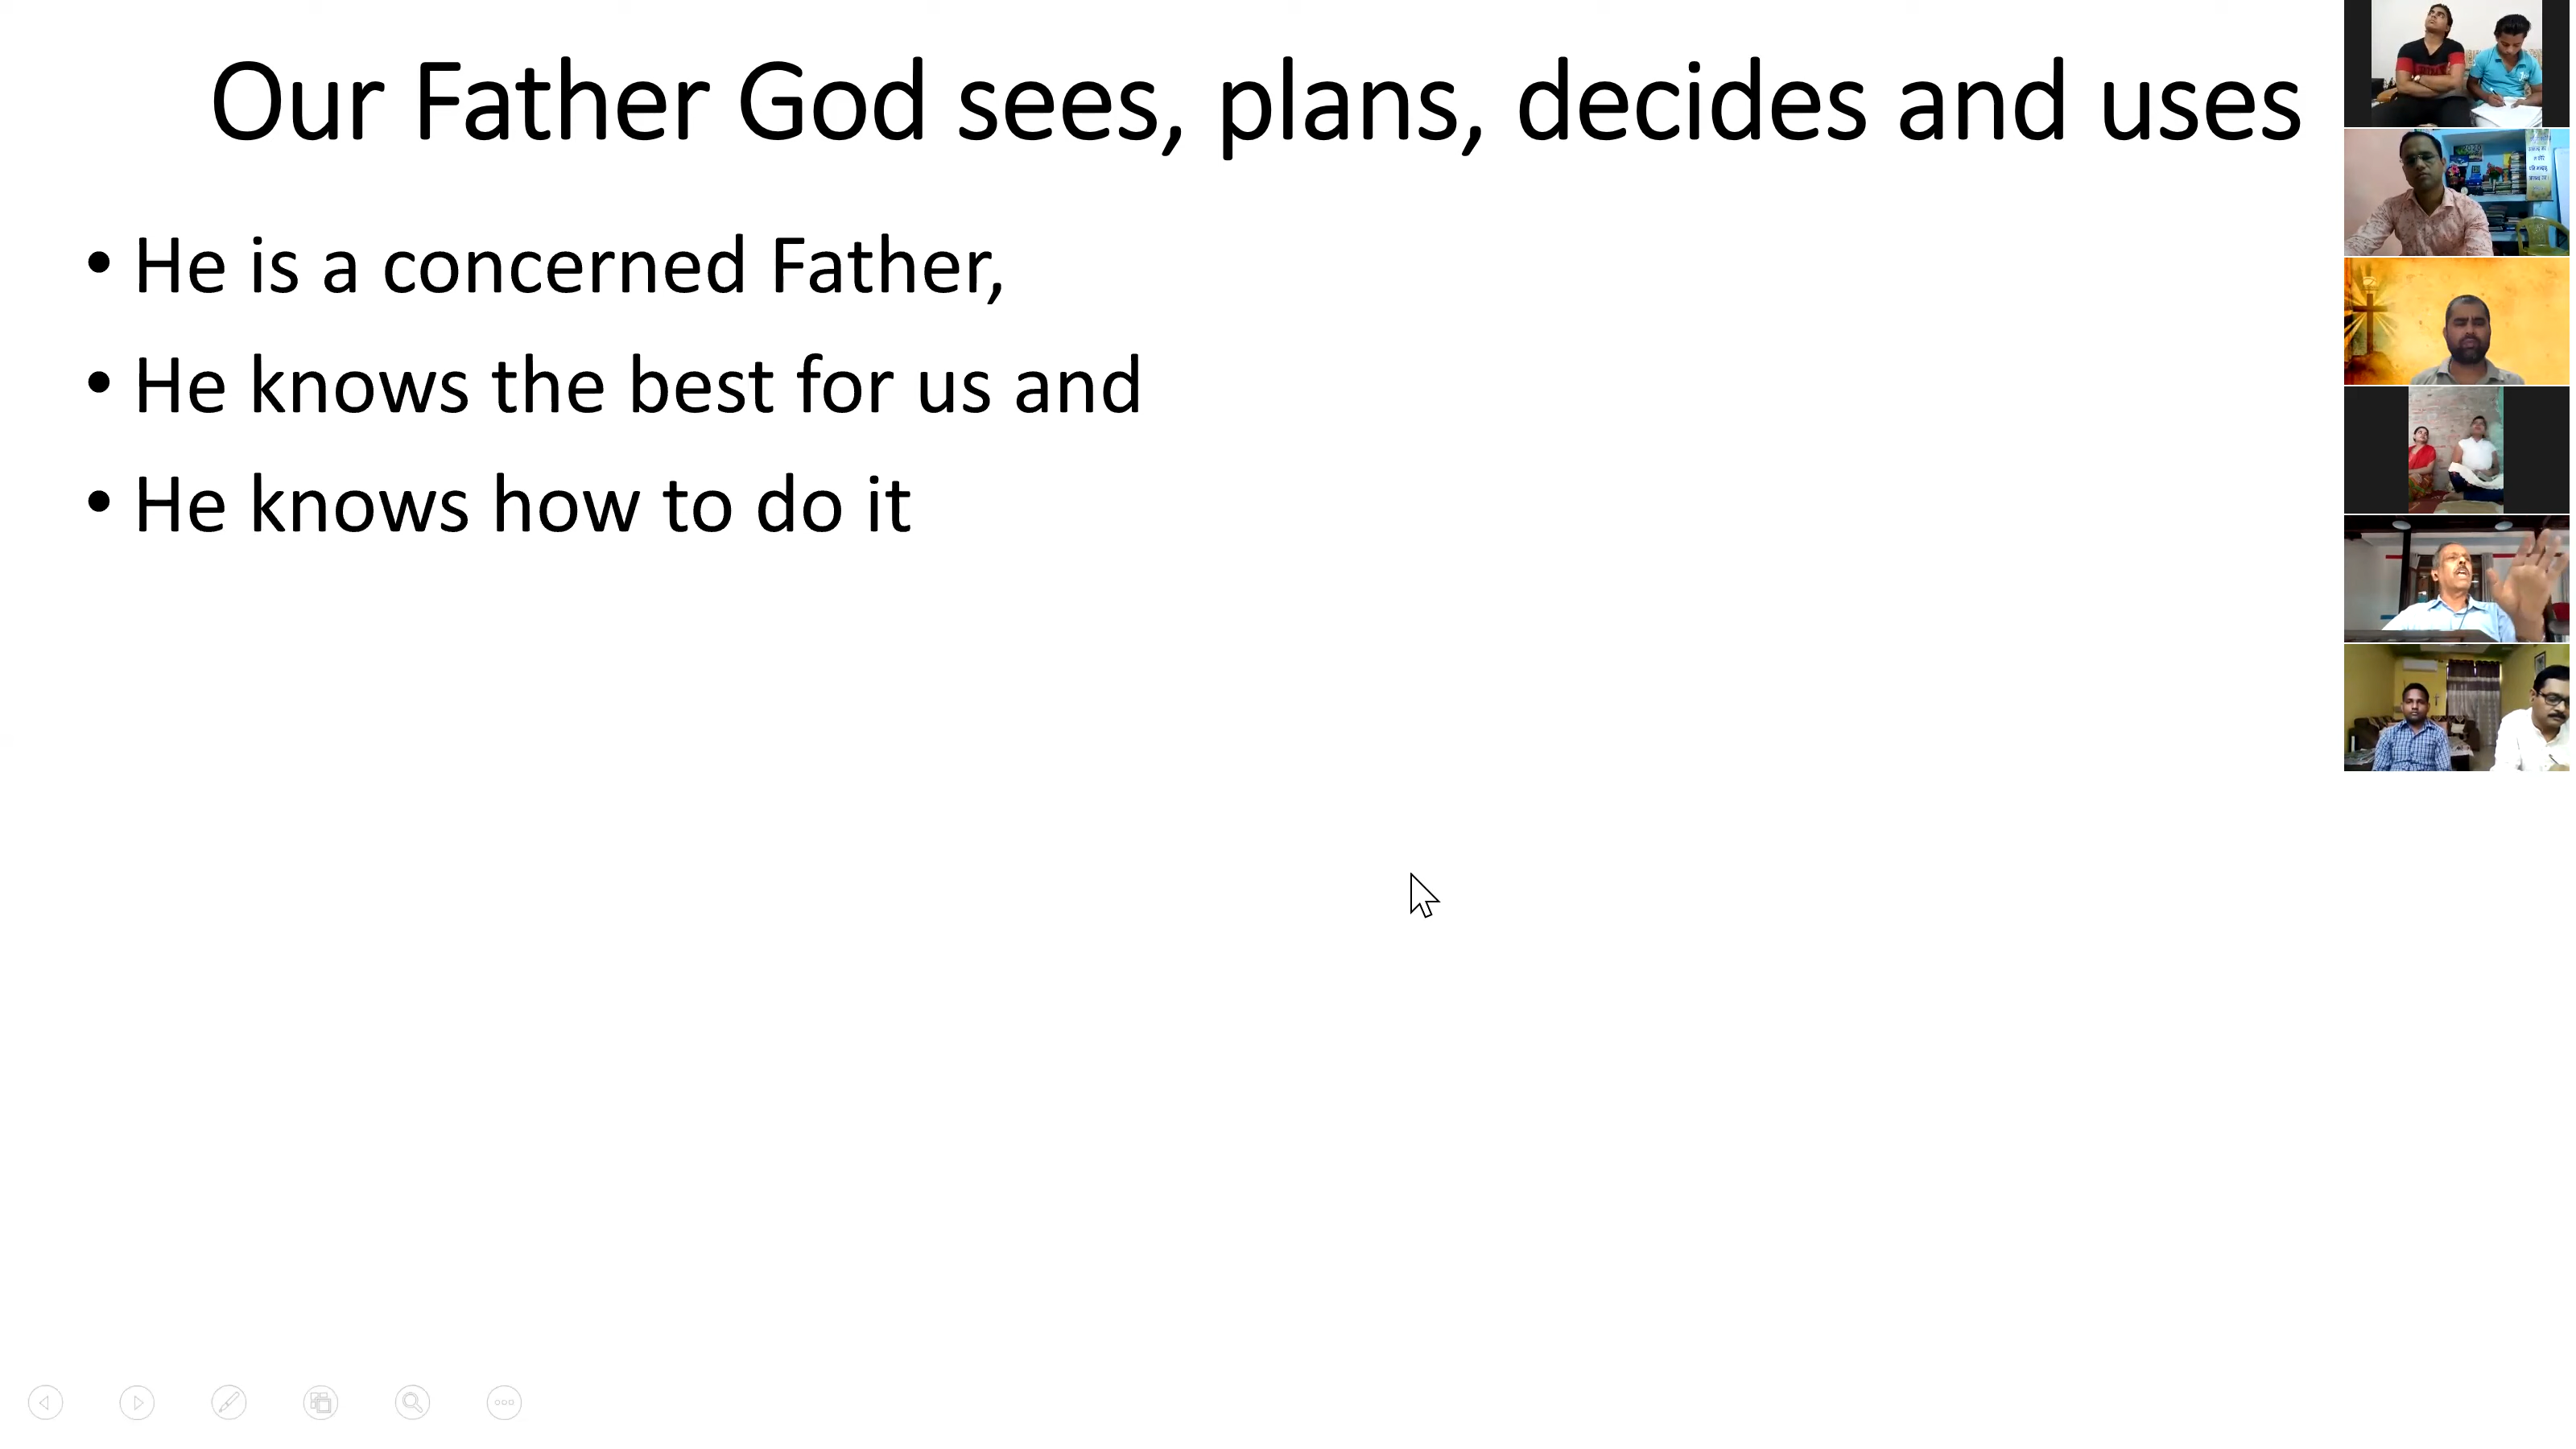 Our Father God sees, plans, decides and uses
• He is a concerned Father,
• He knows the best for us and
• He knows how to do it